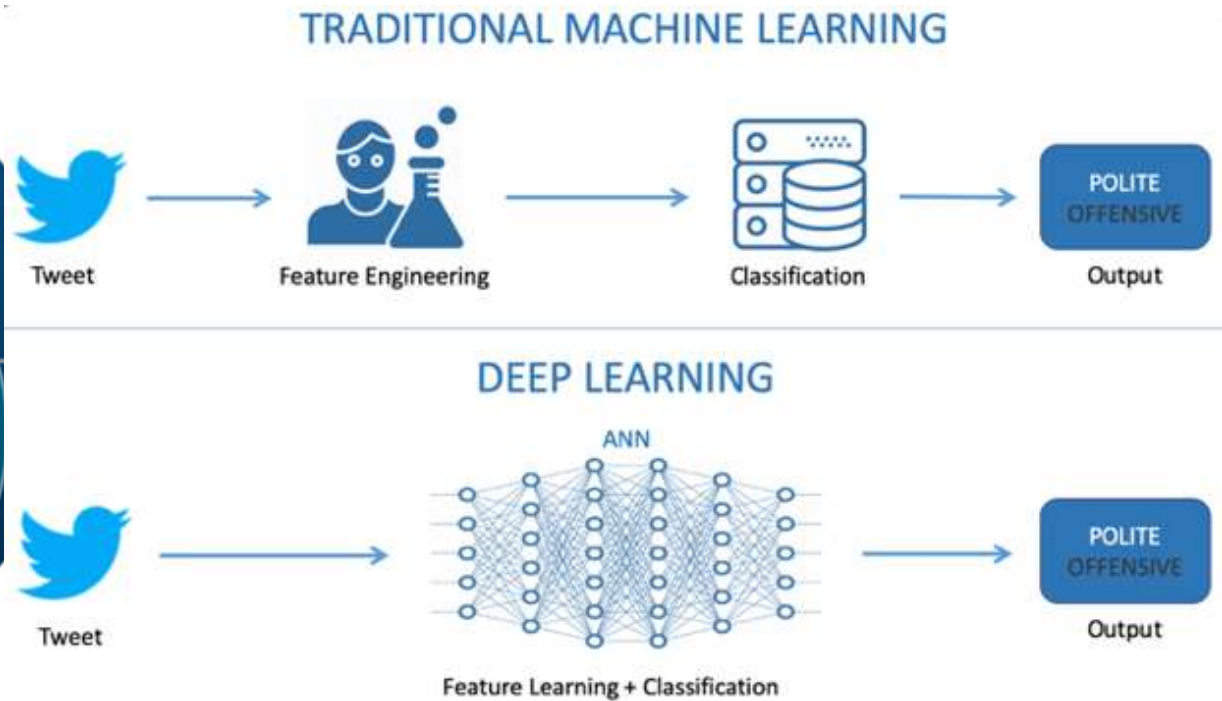 TRADITIONAL MACHINE LEARNING
Tweet
Feature Engineering
Classification
POLITE
OFFENSIVE
Output
DEEP LEARNING
ANN
Tweet
Feature Learning + Classification
POLITE
OFFENSIVE
Output